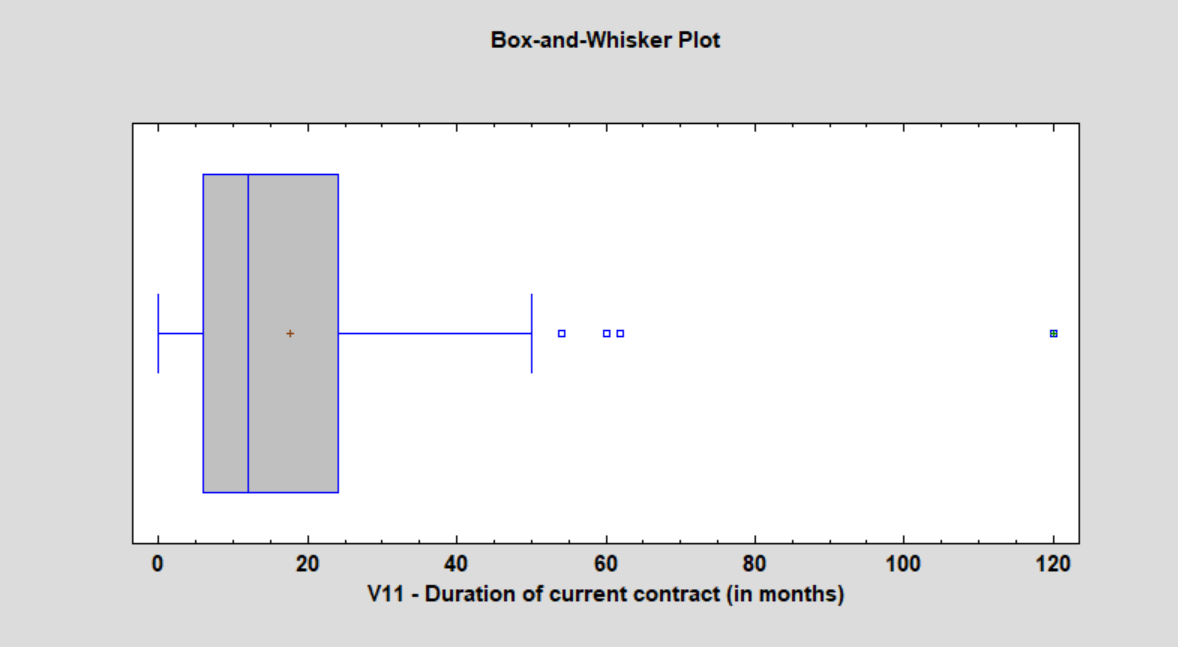 Box-and-Whisker Plot
0 20 40 60 80 100 120
V11 - Duration of current contract (in months)